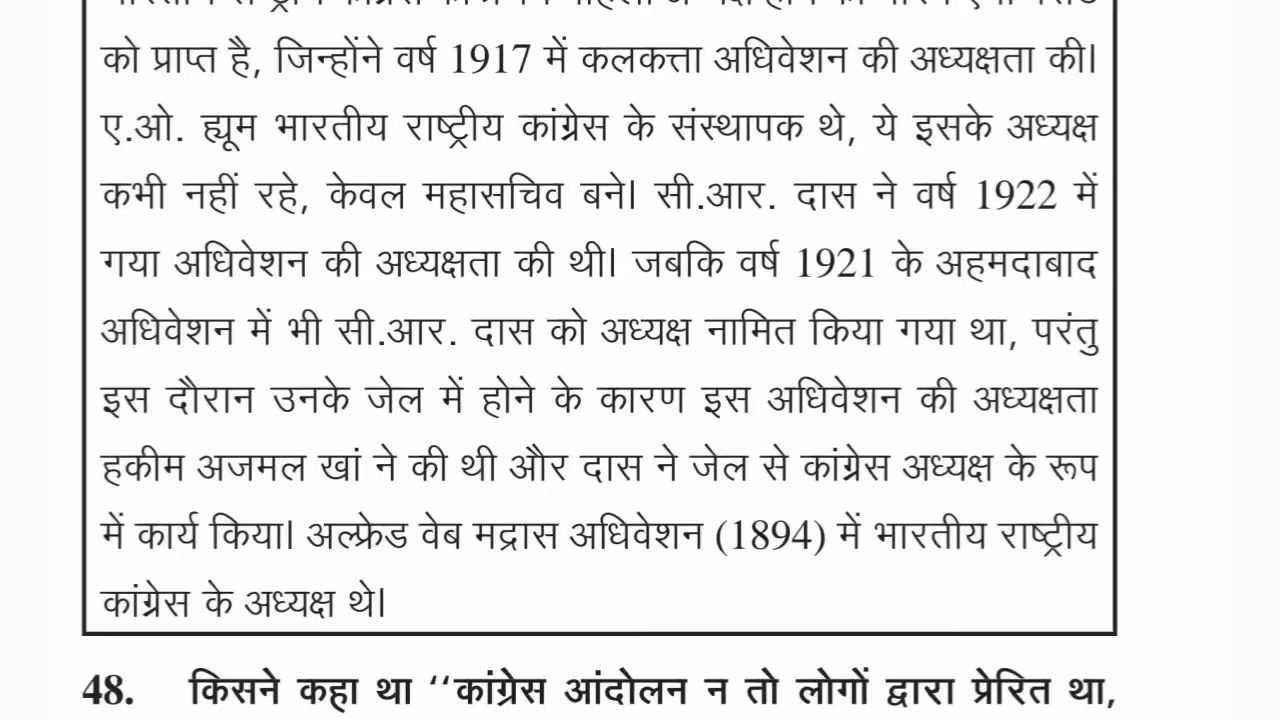 को प्राप्त है, जिन्होंने वर्ष 1917 में कलकत्ता अधिवेशन की अध्यक्षता की।
ए.ओ. ह्यूम भारतीय राष्ट्रीय कांग्रेस के संस्थापक थे, ये इसके अध्यक्ष
कभी नहीं रहे, केवल महासचिव बने। सी.आर. दास ने वर्ष 1922 में
गया अधिवेशन की अध्यक्षता की थी। जबकि वर्ष 1921 के अहमदाबाद
अधिवेशन में भी सी.आर. दास को अध्यक्ष नामित किया गया था, परंतु
इस दौरान उनके जेल में होने के कारण इस अधिवेशन की अध्यक्षता
हकीम अजमल खां ने की थी और दास ने जेल से कांग्रेस अध्यक्ष के रूप
में कार्य किया। अल्फ्रेड वेब मद्रास अधिवेशन (1894) में भारतीय राष्ट्रीय
कांग्रेस के अध्यक्ष थे।
48. किसने कहा था ‘‘कांग्रेस आंदोलन न तो लोगों द्वारा प्रेरित था,